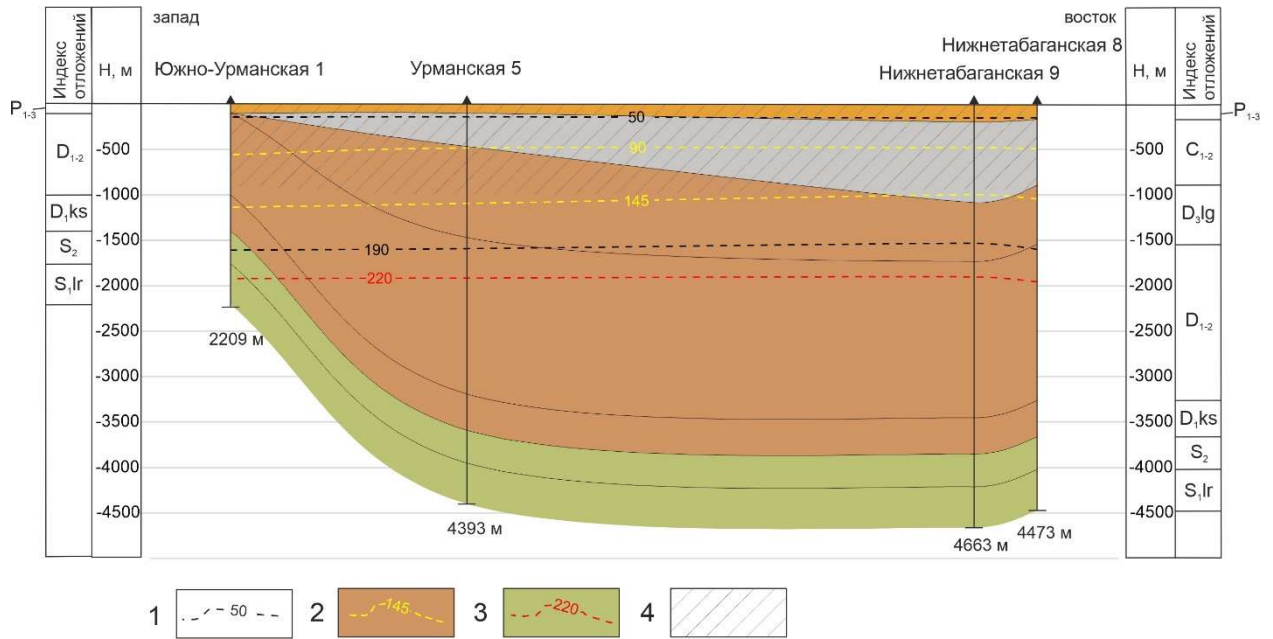 запад
восток
Индекс отложений
Н, м
Южно-Урманская 1
Урманская 5
Нижнетабаганская 8
Нижнетабаганская 9
Н, м
Индекс отложений
P₁₋₃
D₁₋₂
D₁ks
S₂
S₁lr
-500
-1000
-1500
-2000
-2500
-3000
-3500
-4000
-4500
50
90
145
190
220
2209 м
4393 м
4663 м
4473 м
-500
-1000
-1500
-2000
-2500
-3000
-3500
-4000
-4500
P₁₋₃
C₁₋₂
D₃lg
D₁₋₂
D₁ks
S₂
S₁lr
1 50 2 145 3 220 4